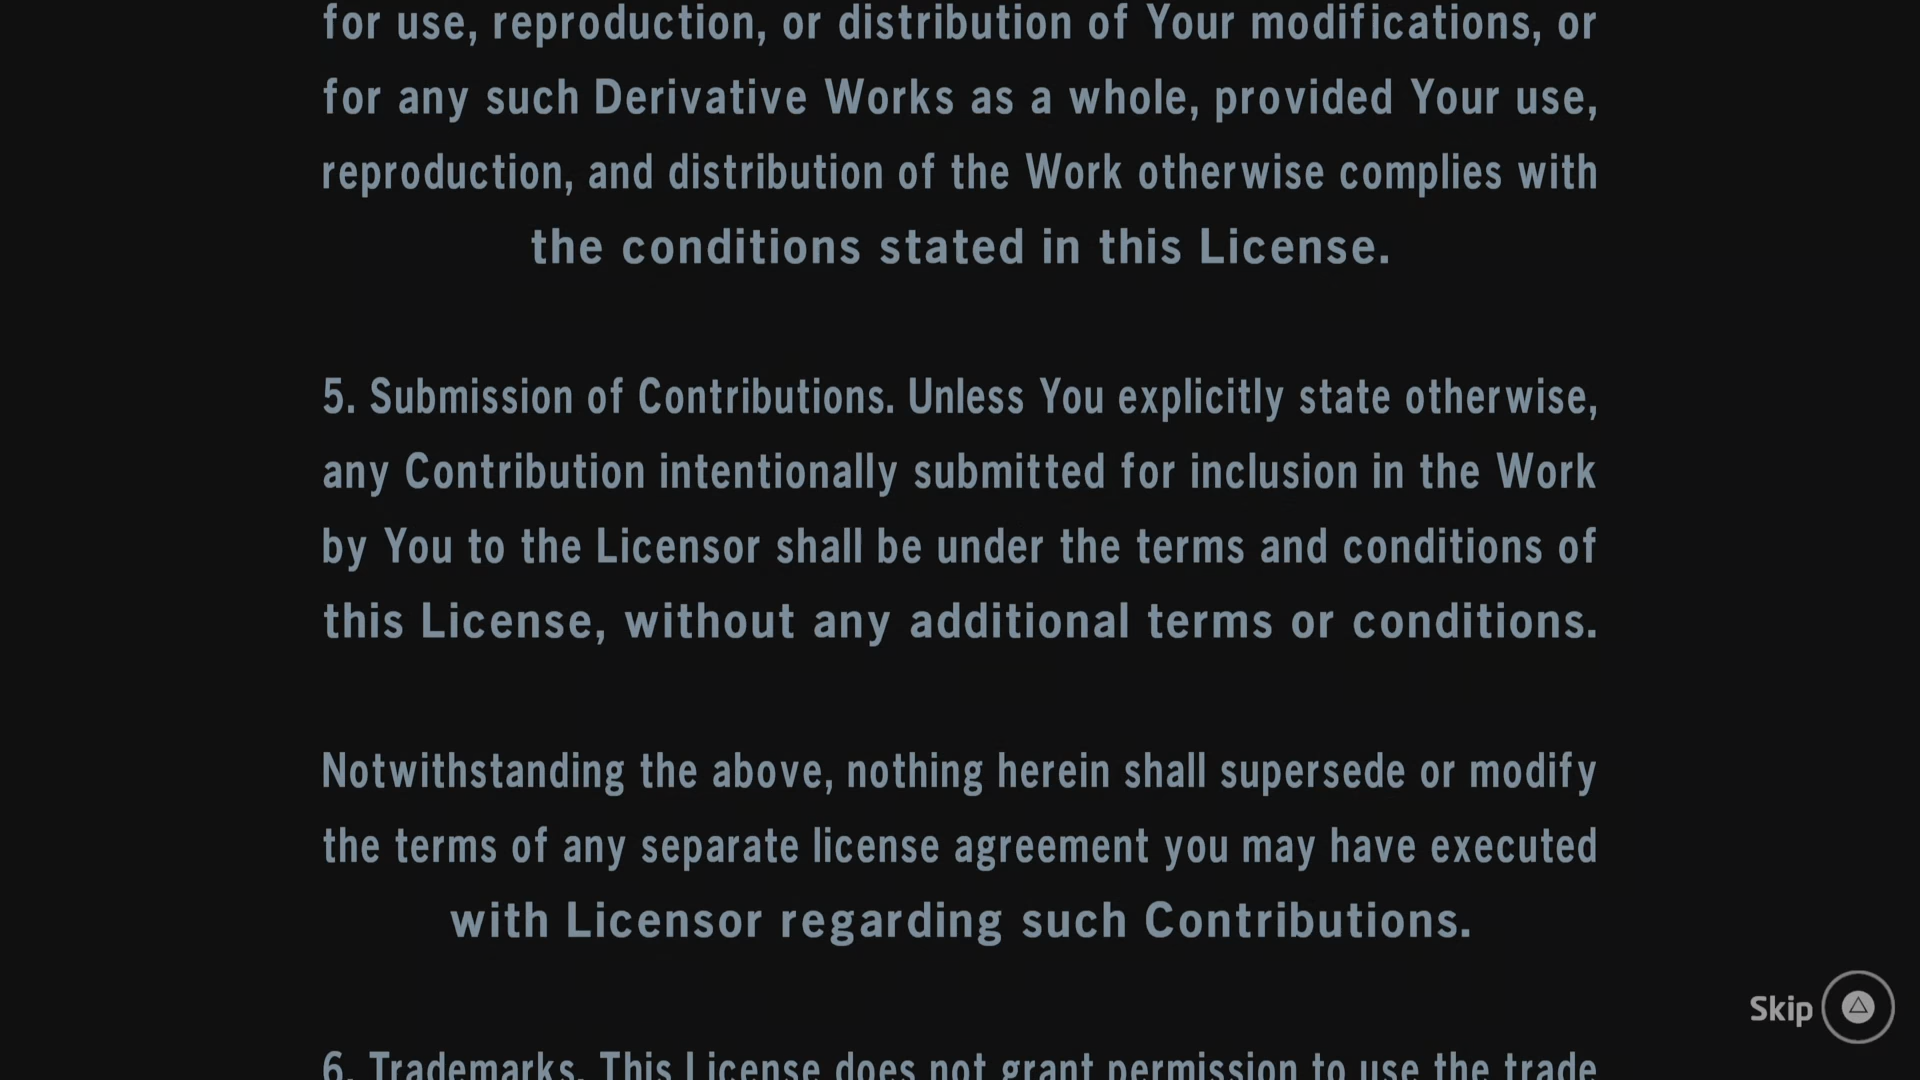 for use, reproduction, or distribution of Your modifications, or
for any such Derivative Works as a whole, provided Your use,
reproduction, and distribution of the Work otherwise complies with
the conditions stated in this License.
5. Submission of Contributions. Unless You explicitly state otherwise,
any Contribution intentionally submitted for inclusion in the Work
by You to the Licensor shall be under the terms and conditions of
this License, without any additional terms or conditions.
Notwithstanding the above, nothing herein shall supersede or modify
the terms of any separate license agreement you may have executed
with Licensor regarding such Contributions.
Skip
6. Trademarks. This License does not grant permission to use the trade